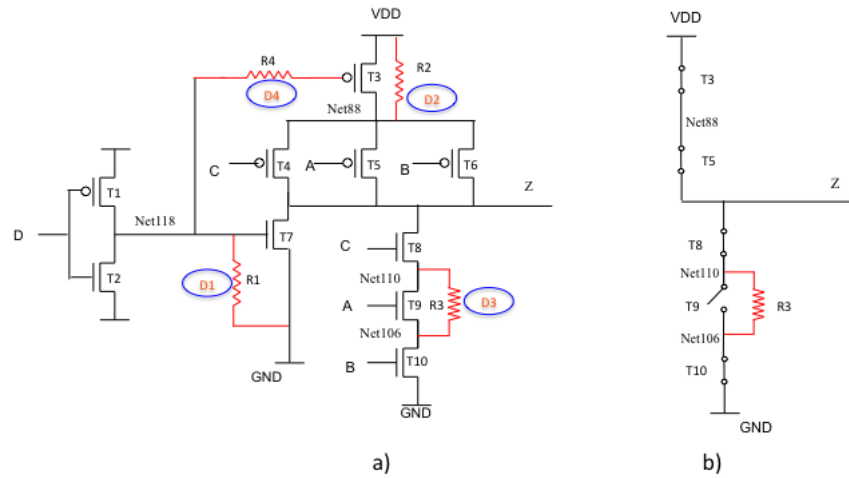 VDD
R4
T3
R2
D4
D2
Net88
C
T4
A
T5
B
T6
Z
T1
Net118
D
T7
T2
D1
R1
C
T8
Net110
A
T9
R3
D3
Net106
B
T10
GND
GND
a)
VDD
T3
Net88
T5
Z
T8
Net110
T9
R3
Net106
T10
GND
b)